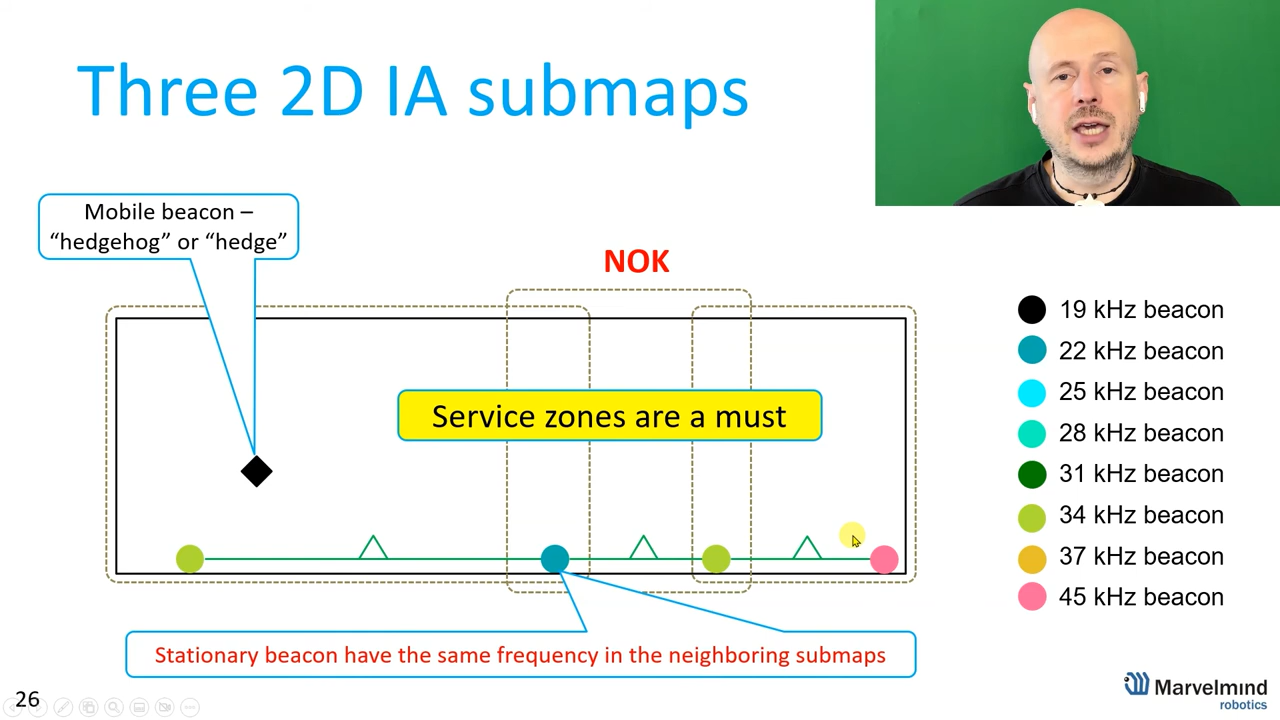 Three 2D IA submaps
Mobile beacon –
“hedgehog” or “hedge”
NOK
Service zones are a must
19 kHz beacon
22 kHz beacon
25 kHz beacon
28 kHz beacon
31 kHz beacon
34 kHz beacon
37 kHz beacon
45 kHz beacon
Stationary beacon have the same frequency in the neighboring submaps
26
Marvelmind
robotics